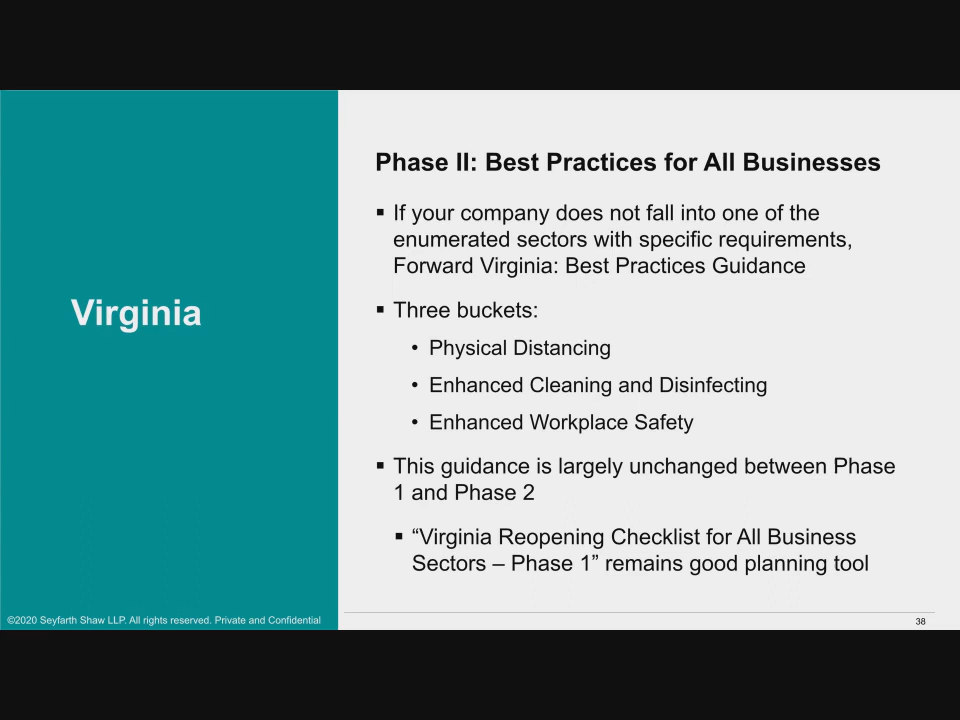 Virginia
Phase II: Best Practices for All Businesses
▪ If your company does not fall into one of the
enumerated sectors with specific requirements,
Forward Virginia: Best Practices Guidance
▪ Three buckets:
• Physical Distancing
• Enhanced Cleaning and Disinfecting
• Enhanced Workplace Safety
▪ This guidance is largely unchanged between Phase
1 and Phase 2
▪ “Virginia Reopening Checklist for All Business
Sectors – Phase 1” remains good planning tool
©2020 Seyfarth Shaw LLP. All rights reserved. Private and Confidential
38